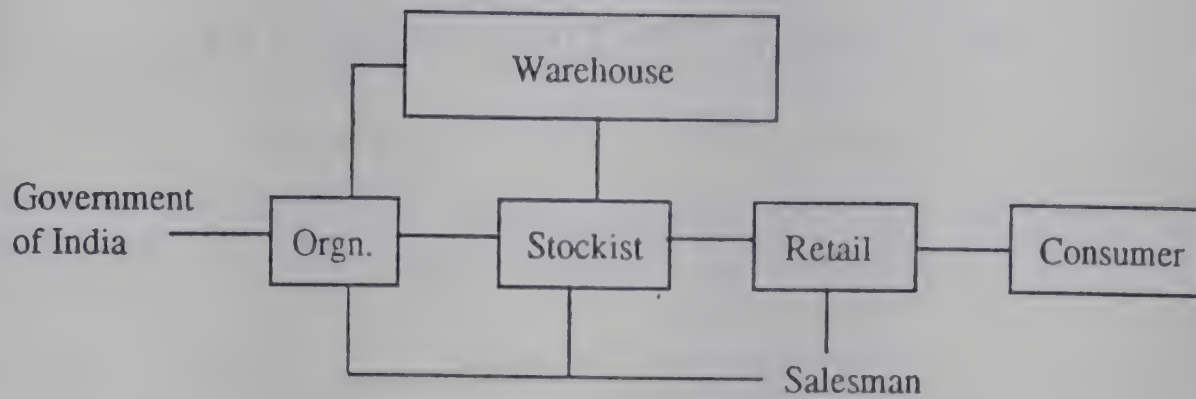 Warehouse
Government
of India
Orgn.
Stockist
Retail
Consumer
Salesman